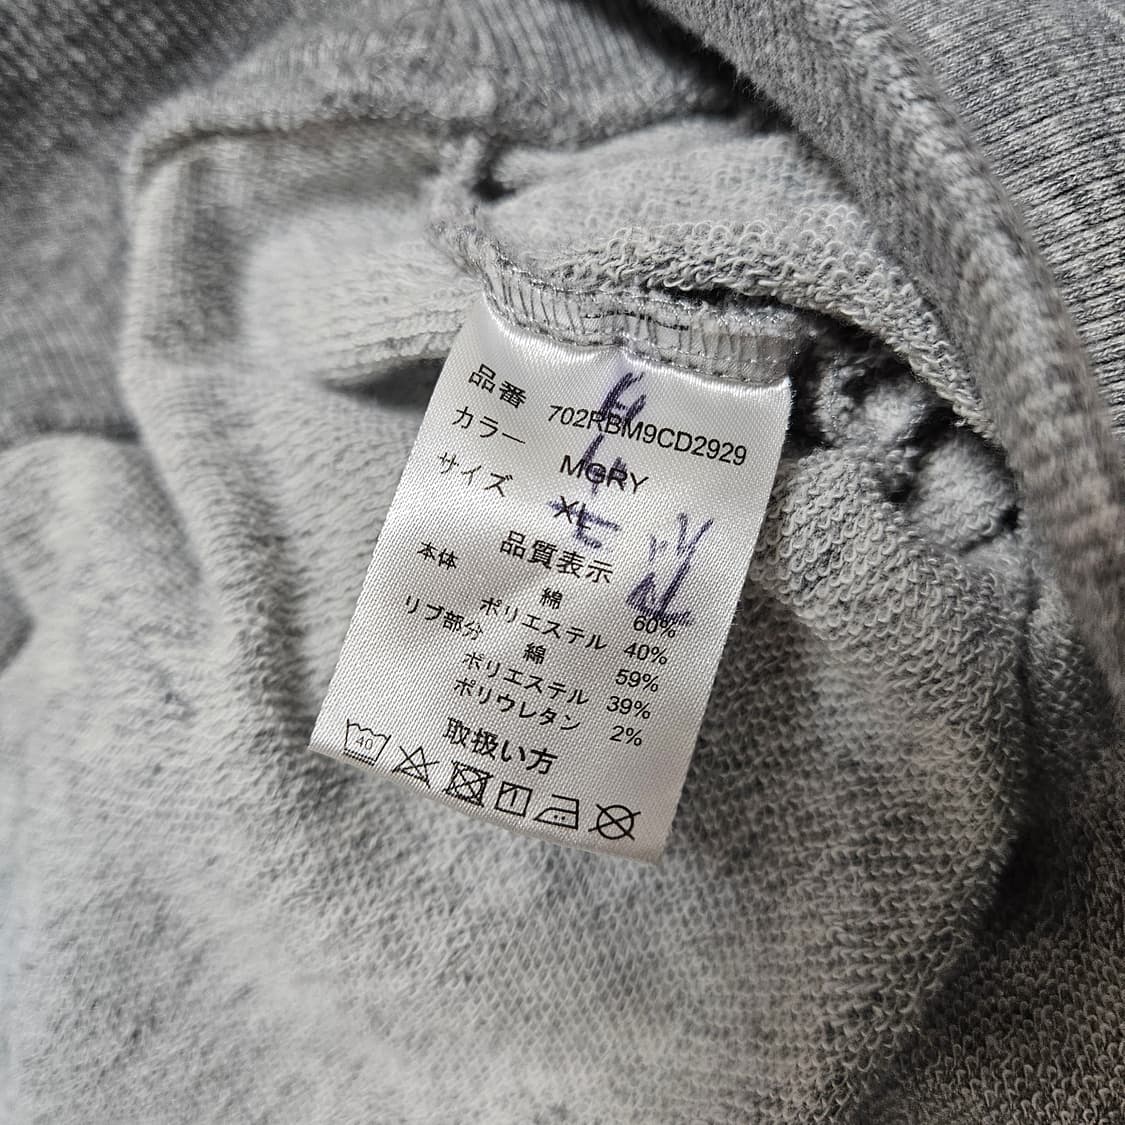 品番 702RBM9CD2929
カラー MGRY
サイズ XL
品質表示
本体 綿 60%
ポリエステル 40%
リブ部分 綿 59%
ポリエステル 39%
ポリウレタン 2%
取扱い方
40